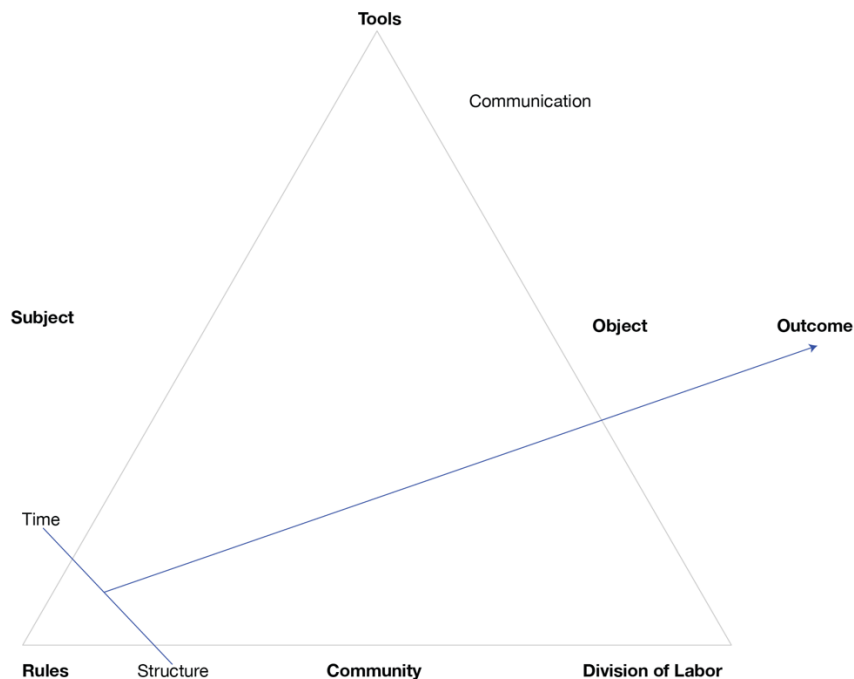 Tools
Communication
Subject
Object
Outcome
Time
Rules
Structure
Community
Division of Labor